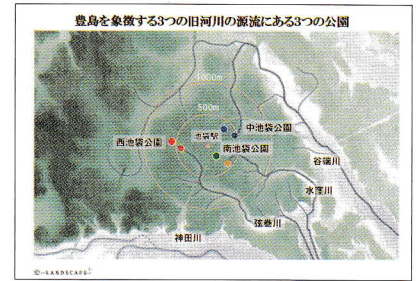 豊島を象徴する3つの旧河川の源流にある3つの公園
1000m
500m
池袋駅
中池袋公園
西池袋公園
南池袋公園
谷端川
水窪川
弦巻川
神田川
LANDSCAPE